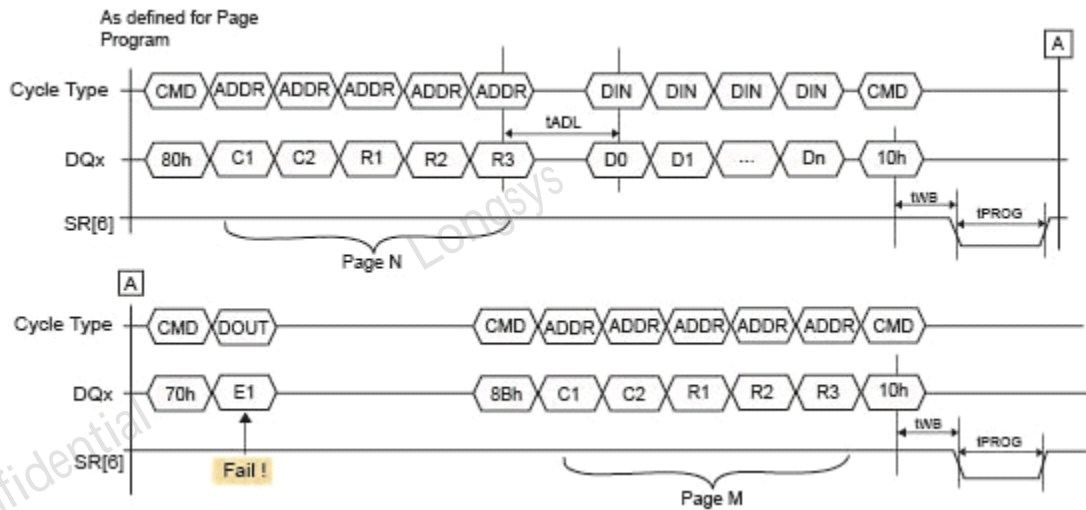 As defined for Page
Program
A
Cycle Type CMD ADDR ADDR ADDR ADDR ADDR DIN DIN DIN DIN CMD
tADL
DQx 80h C1 C2 R1 R2 R3 D0 D1 ... Dn 10h
tWB tPROG
SR[6]
Page N
Longsys
A
Cycle Type CMD DOUT CMD ADDR ADDR ADDR ADDR ADDR CMD
DQx 70h E1 8Bh C1 C2 R1 R2 R3 10h
tWB tPROG
SR[6]
Fail !
Page M
nfidential